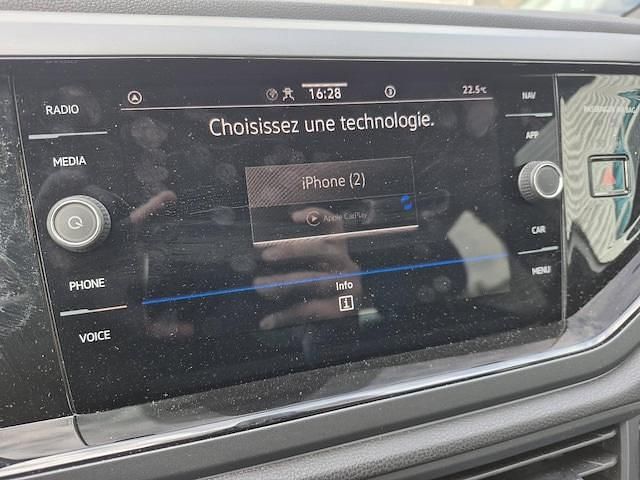 RADIO
MEDIA
PHONE
VOICE
16:28
22.5°C
Choisissez une technologie.
iPhone (2)
Apple CarPlay
Info
i
NAV
APP
CAR
MENU